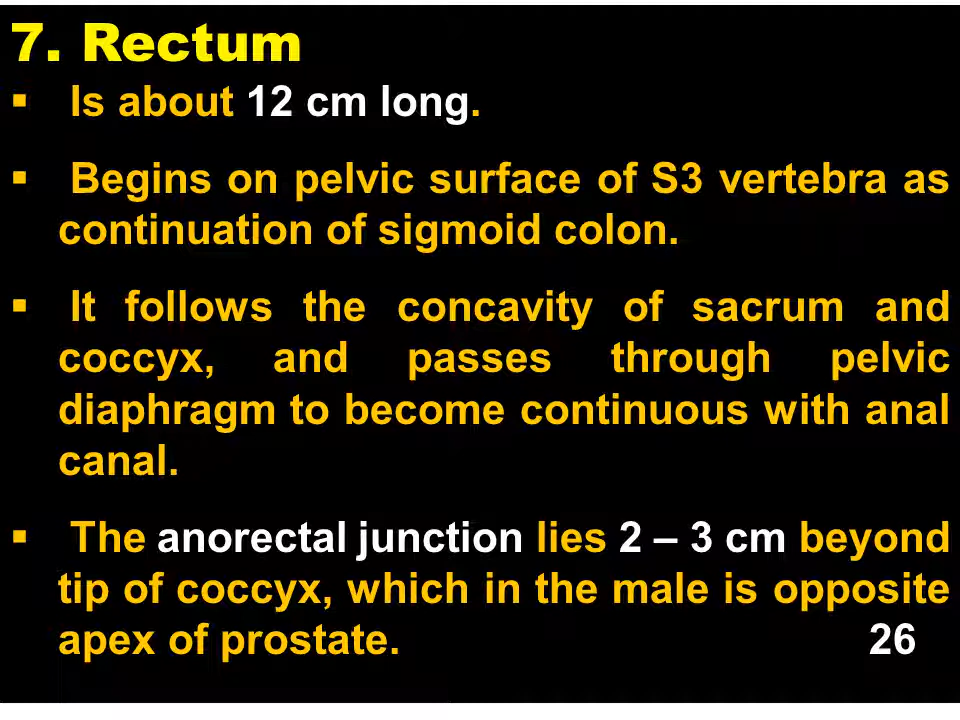 7. Rectum
▪ Is about 12 cm long.
▪ Begins on pelvic surface of S3 vertebra as
continuation of sigmoid colon.
▪ It follows the concavity of sacrum and
coccyx, and passes through pelvic
diaphragm to become continuous with anal
canal.
▪ The anorectal junction lies 2 – 3 cm beyond
tip of coccyx, which in the male is opposite
apex of prostate. 26